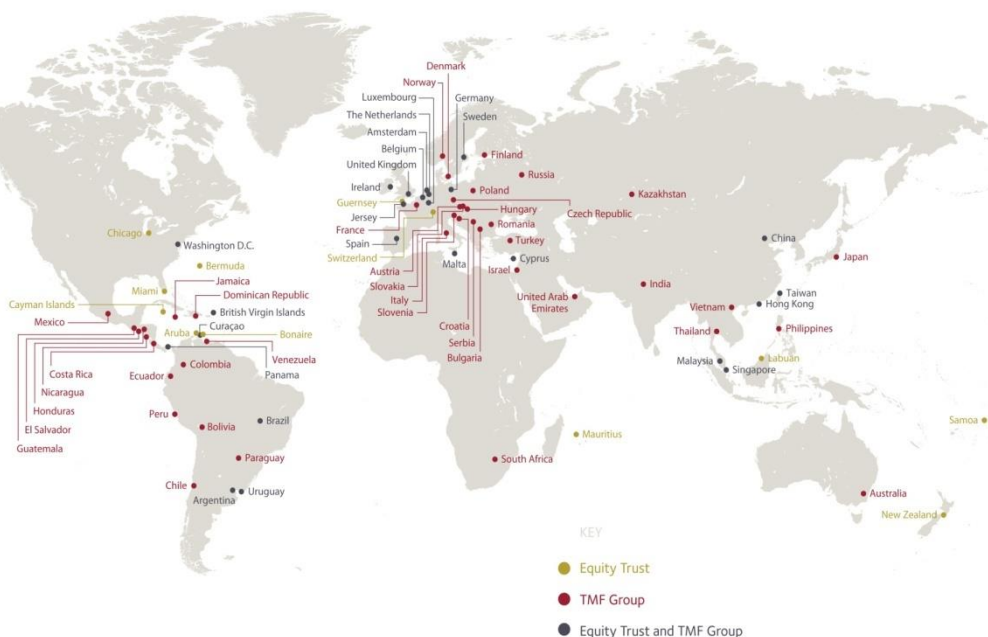 Denmark
Norway
Luxembourg
Germany
The Netherlands
Sweden
Amsterdam
Belgium
United Kingdom
Finland
Russia
Ireland
Poland
Kazakhstan
Guernsey
Hungary
Jersey
Czech Republic
France
Romania
Chicago
Spain
Turkey
China
Washington D.C.
Switzerland
Malta
Cyprus
Japan
Bermuda
Austria
Israel
Jamaica
Slovakia
India
Miami
Dominican Republic
Italy
United Arab
Emirates
Taiwan
Cayman Islands
British Virgin Islands
Slovenia
Vietnam
Hong Kong
Mexico
Curaçao
Croatia
Thailand
Philippines
Aruba
Bonaire
Serbia
Venezuela
Bulgaria
Malaysia
Labuan
Colombia
Singapore
Costa Rica
Ecuador
Panama
Nicaragua
Honduras
Peru
Brazil
Samoa
El Salvador
Bolivia
Mauritius
Guatemala
Paraguay
South Africa
Chile
Uruguay
Argentina
Australia
New Zealand
KEY
Equity Trust
TMF Group
Equity Trust and TMF Group